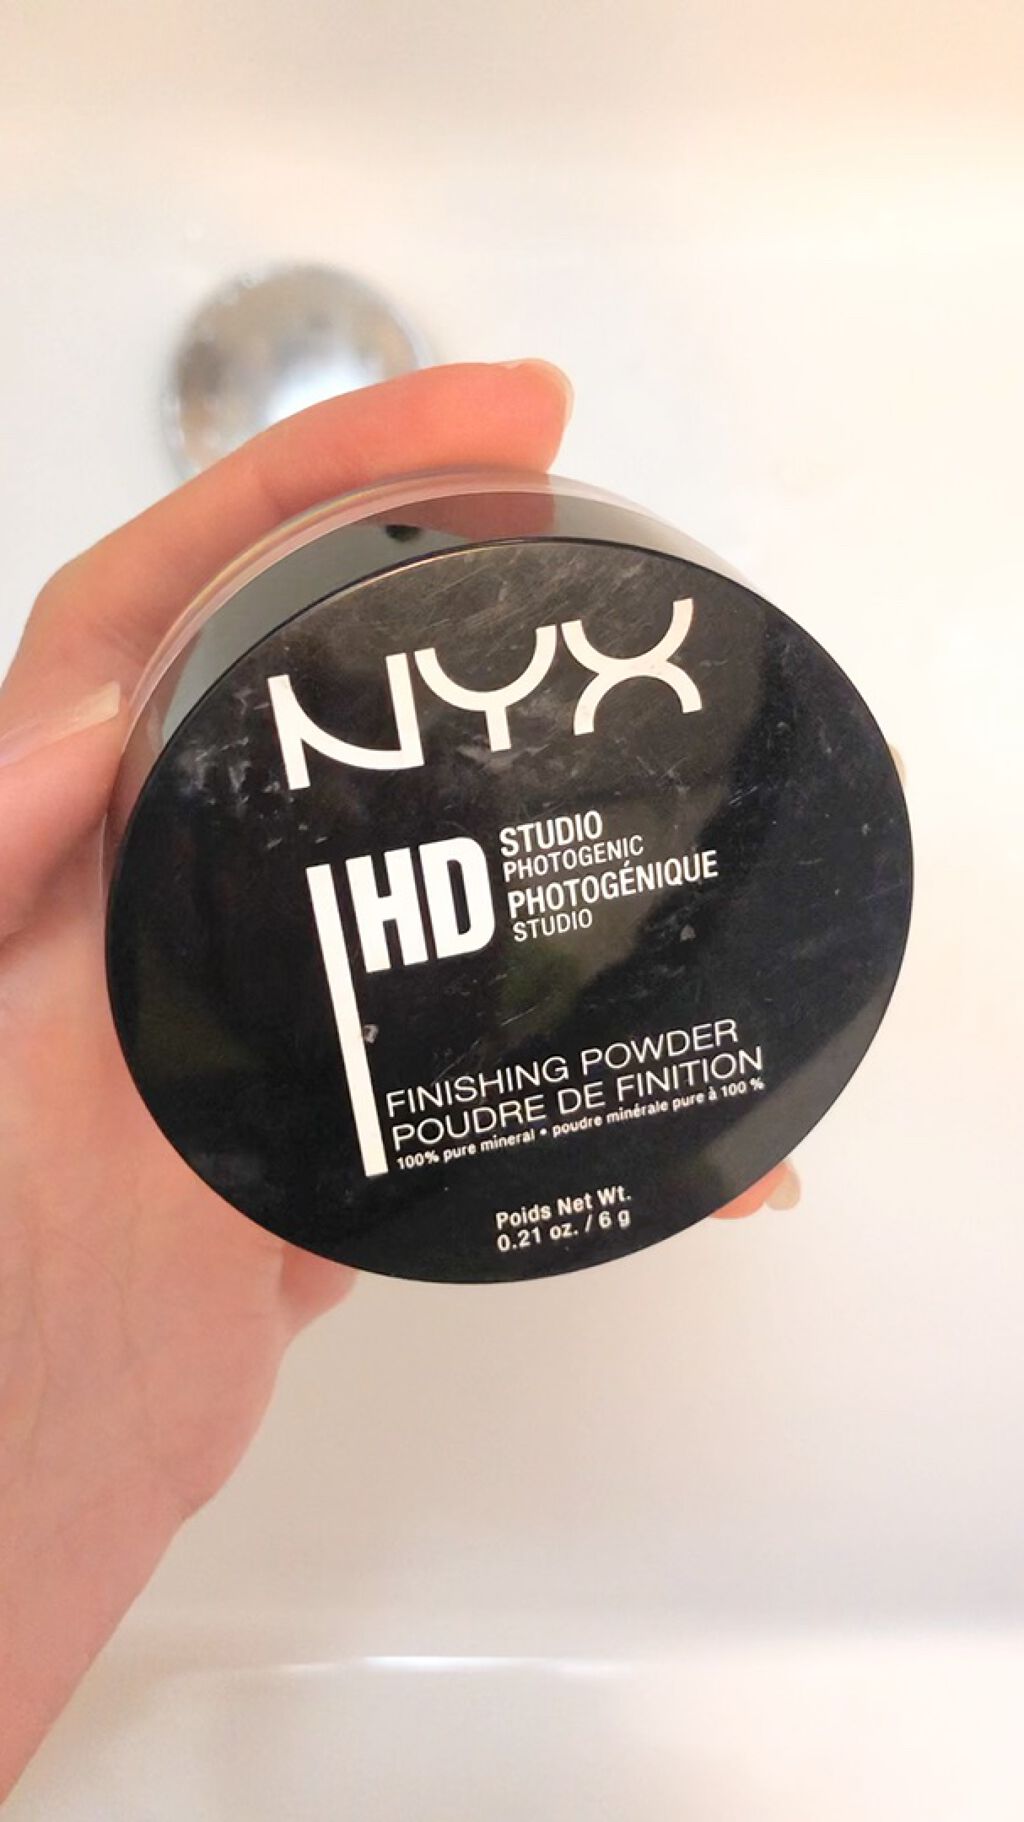 NYX
HD
STUDIO
PHOTOGENIC
PHOTOGÉNIQUE
STUDIO
FINISHING POWDER
POUDRE DE FINITION
100% pure mineral • poudre minérale pure à 100 %
Poids Net Wt.
0.21 oz. / 6 g